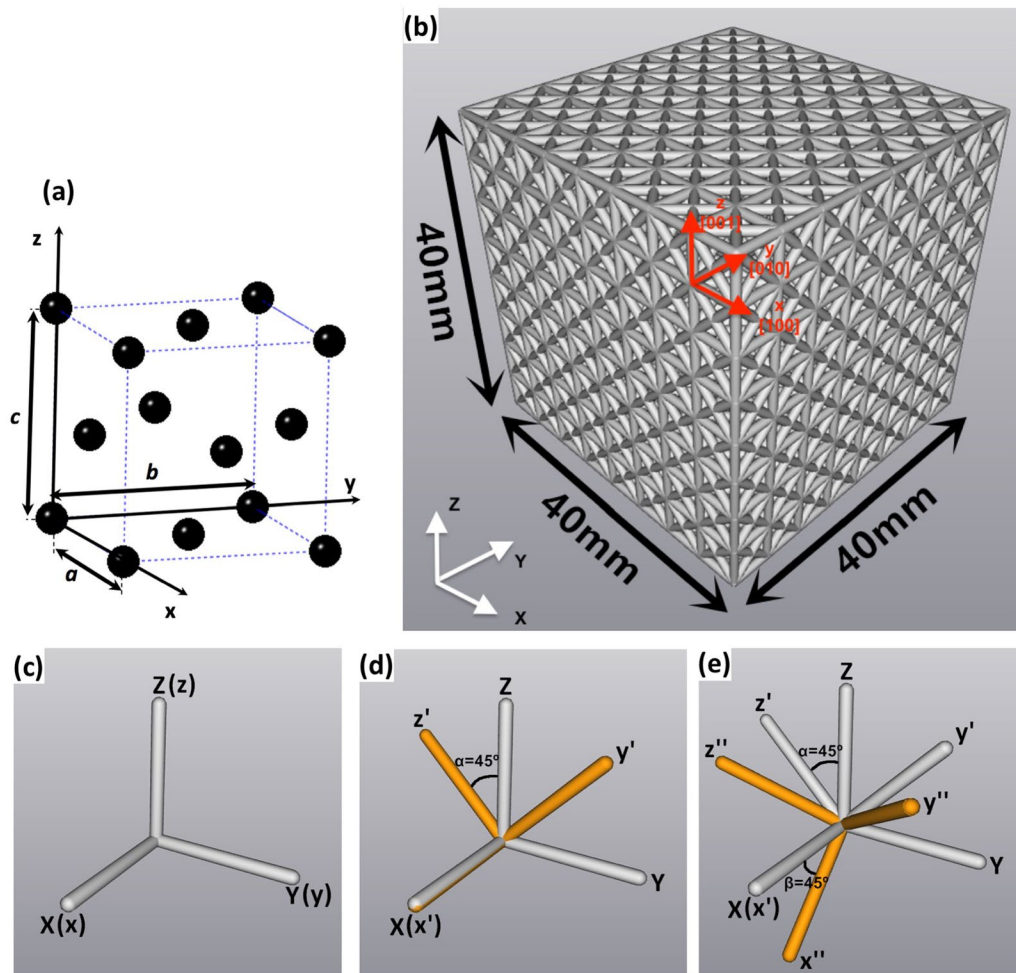 (a)
z
c
b
y
a
x
(b)
40mm
z
[001]
y
[010]
x
[100]
40mm
40mm
Z
Y
X
(c)
Z(z)
X(x)
Y(y)
(d)
Z
z'
α=45°
y'
X(x')
Y
(e)
Z
z'
α=45°
y'
z''
y''
X(x')
β=45°
Y
x''